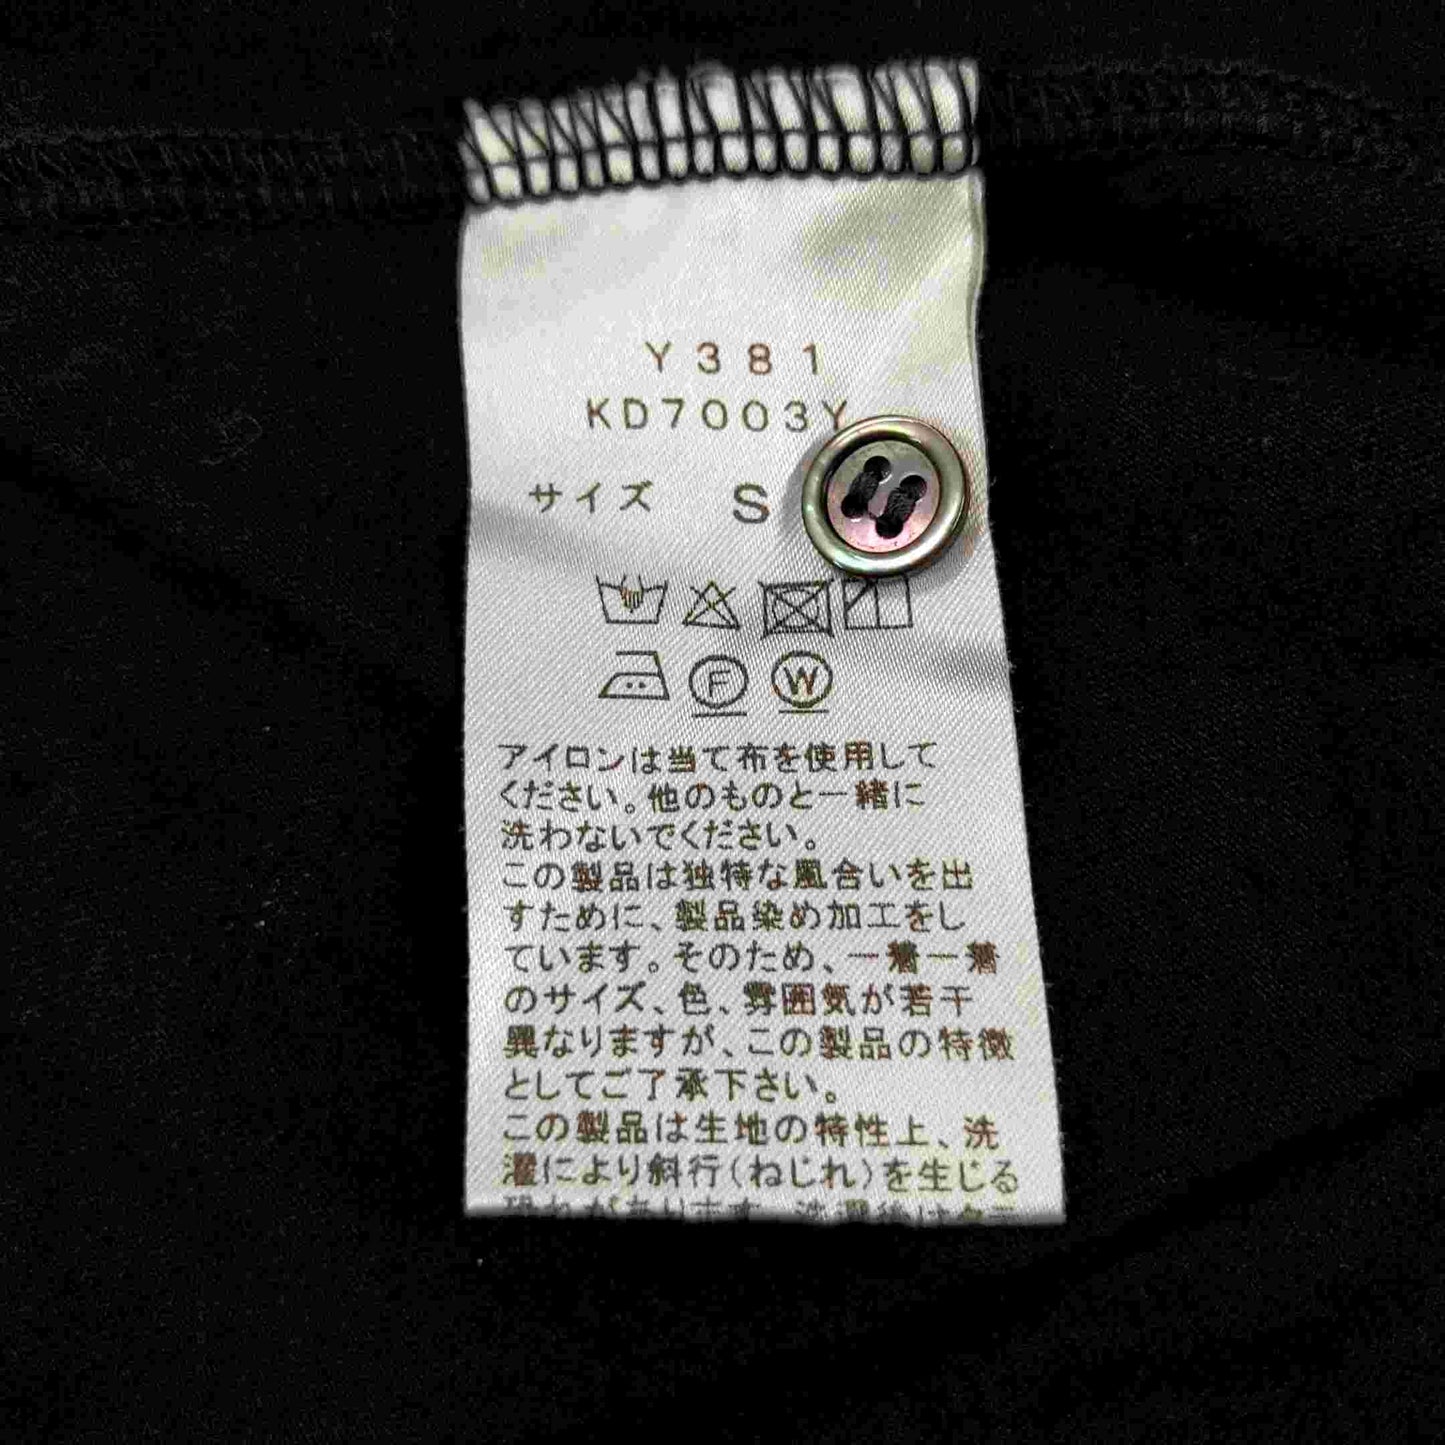 Y381
KD7003Y
サイズ S
F W
アイロンは当て布を使用して
ください。他のものと一緒に
洗わないでください。
この製品は独特な風合いを出
すために、製品染め加工をし
ています。そのため、一着一着
のサイズ、色、雰囲気が若干
異なりますが、この製品の特徴
としてご了承下さい。
この製品は生地の特性上、洗
濯により斜行(ねじれ)を生じる